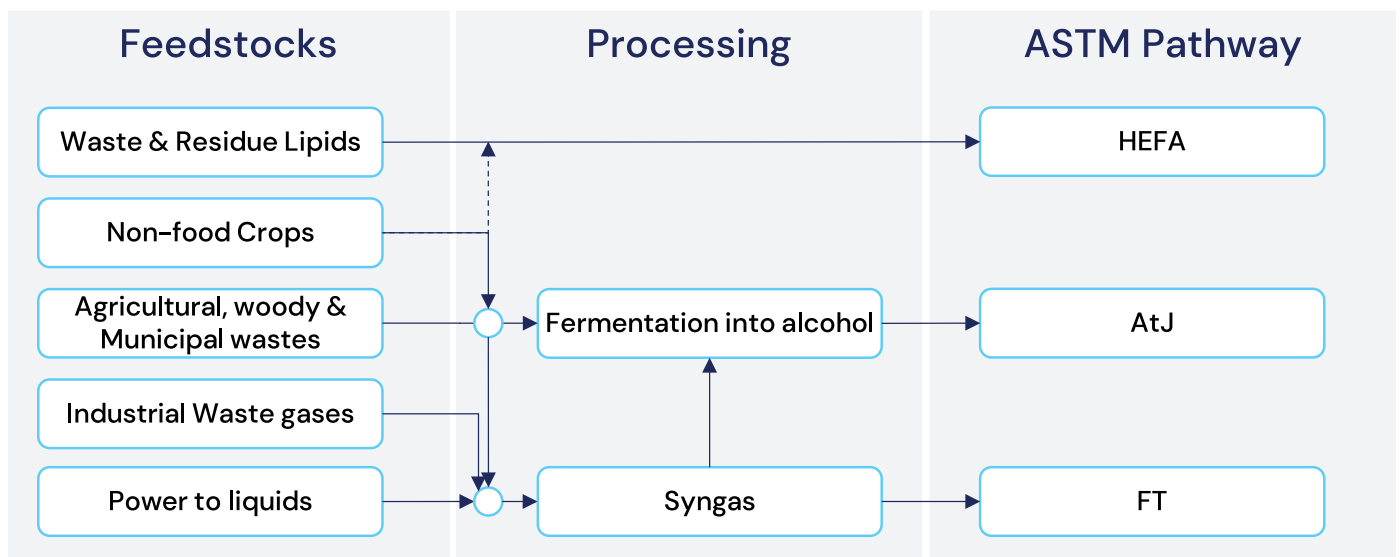 Feedstocks
Processing
ASTM Pathway
Waste & Residue Lipids
HEFA
Non-food Crops
Agricultural, woody &
Municipal wastes
Fermentation into alcohol
AtJ
Industrial Waste gases
Power to liquids
Syngas
FT